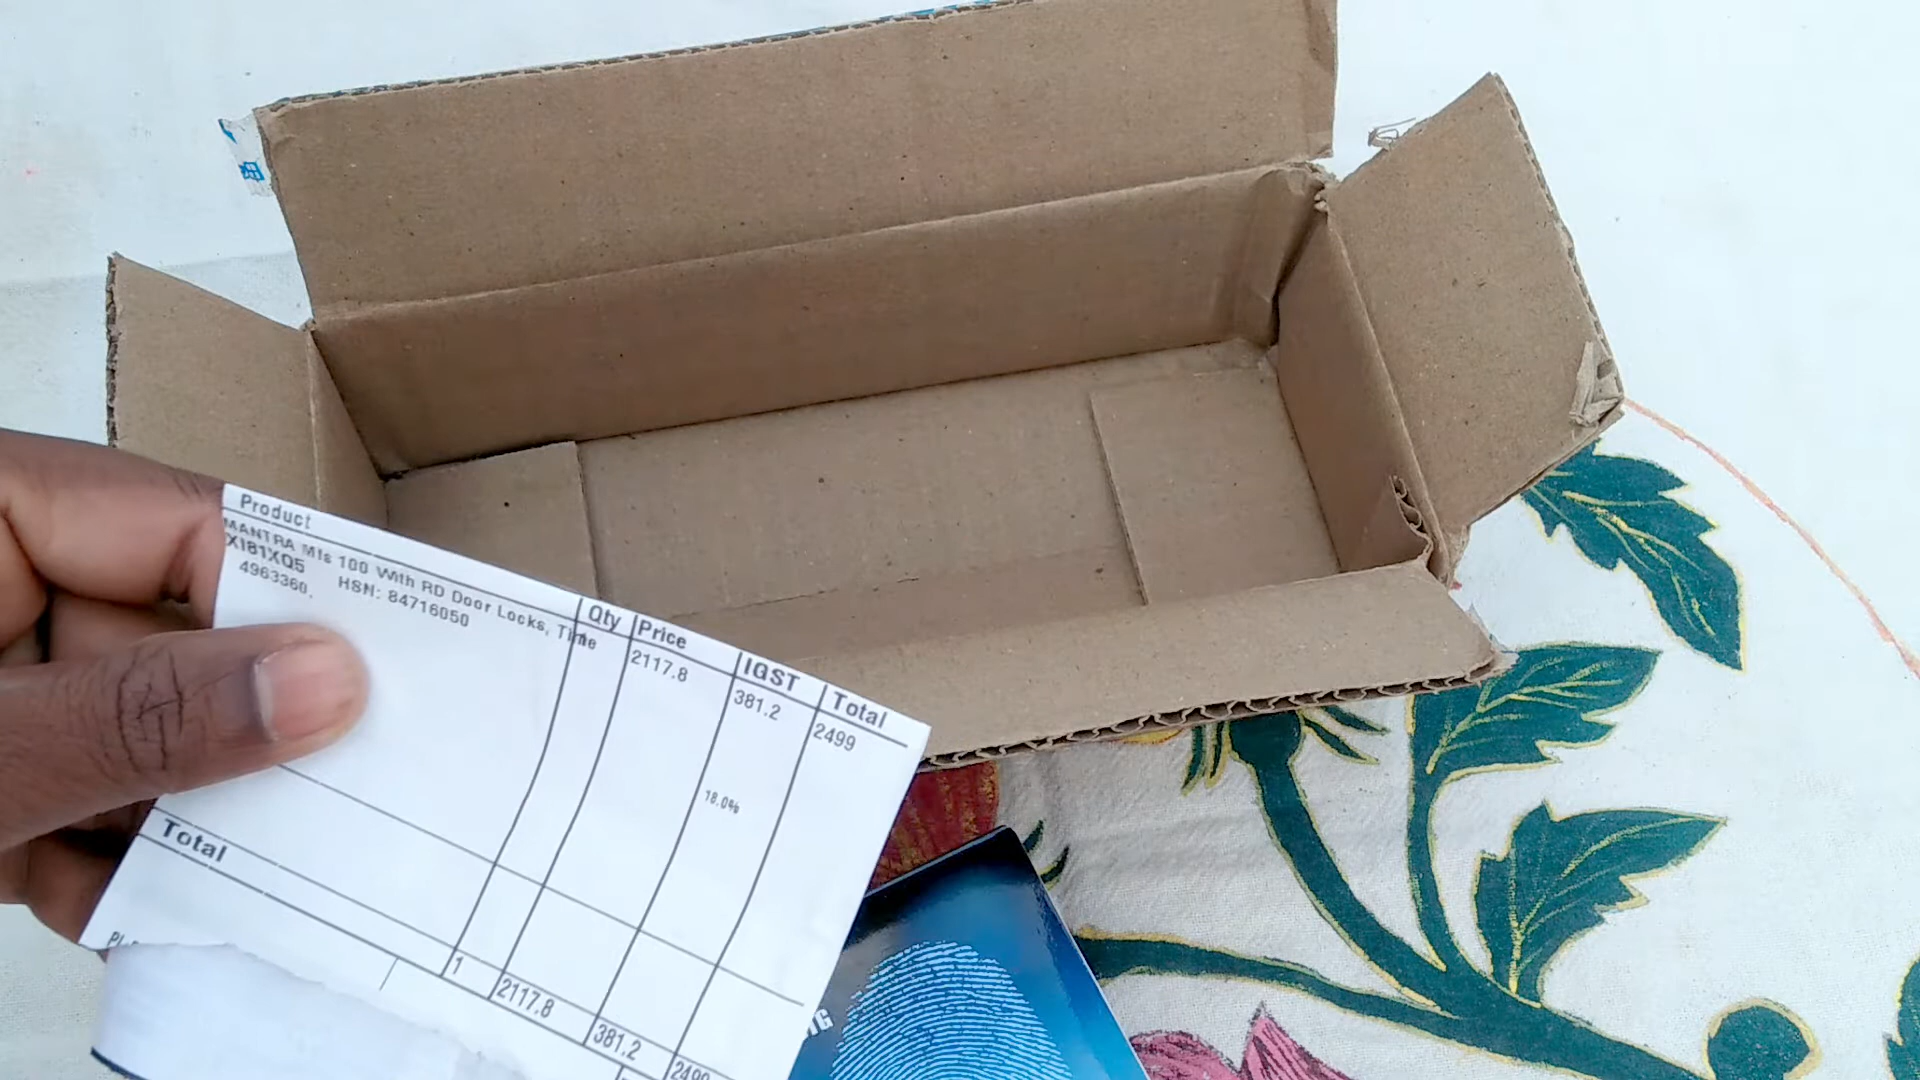 Product
Qty
Price
IGST
Total
MANTRA Mfs 100 With RD Door Locks, Time
XI81XQ5
4963360.
HSN: 84716050
2117.8
381.2
2499
18.0%
Total
1
2117.8
381.2
2499